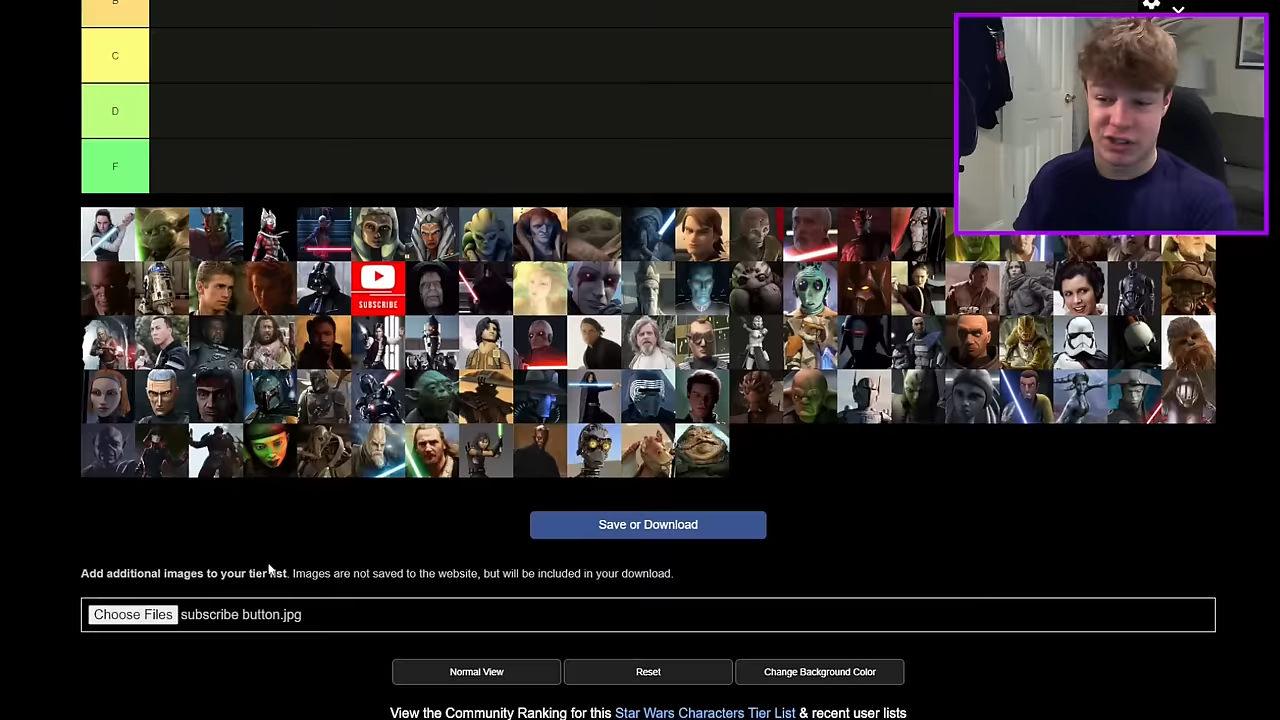 B
C
D
F
SUBSCRIBE
Save or Download
Add additional images to your tier list. Images are not saved to the website, but will be included in your download.
Choose Files subscribe button.jpg
Normal View
Reset
Change Background Color
View the Community Ranking for this Star Wars Characters Tier List & recent user lists